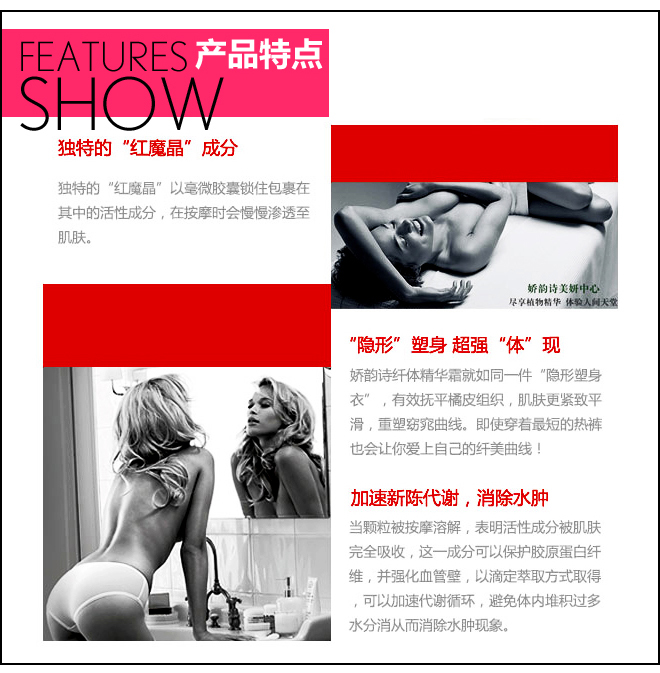 FEATURES 产品特点
SHOW
独特的“红魔晶”成分
独特的“红魔晶”以毫微胶囊锁住包裹在
其中的活性成分，在按摩时会慢慢渗透至
肌肤。
娇韵诗美妍中心
尽享植物精华 体验人间天堂
“隐形”塑身 超强“体”现
娇韵诗纤体精华霜就如同一件“隐形塑身
衣”，有效抚平橘皮组织，肌肤更紧致平
滑，重塑窈窕曲线。即使穿着最短的热裤
也会让你爱上自己的纤美曲线！
加速新陈代谢，消除水肿
当颗粒被按摩溶解，表明活性成分被肌肤
完全吸收，这一成分可以保护胶原蛋白纤
维，并强化血管壁，以滴定萃取方式取得
，可以加速代谢循环，避免体内堆积过多
水分消从而消除水肿现象。